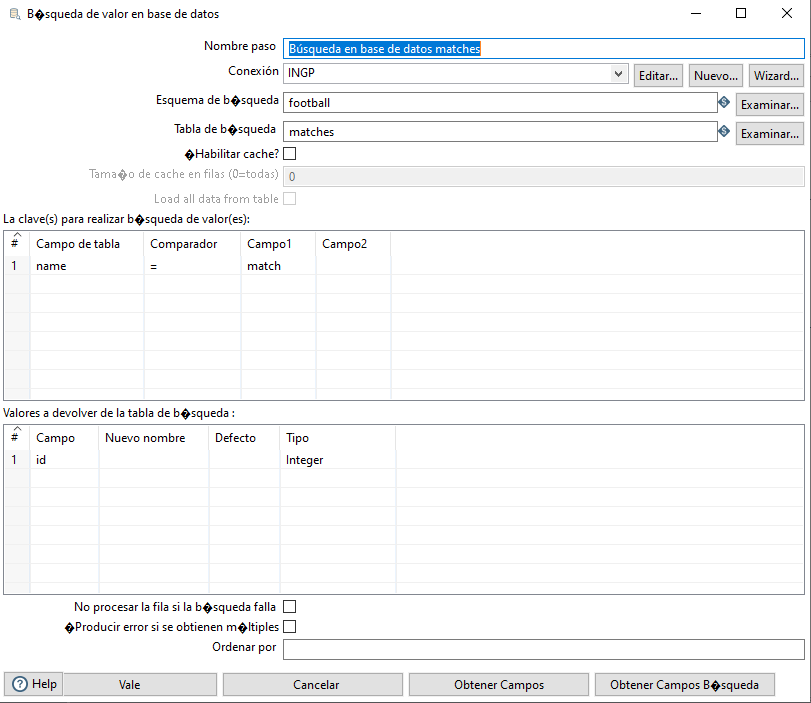 B�squeda de valor en base de datos
Nombre paso Búsqueda en base de datos matches
Conexión INGP Editar... Nuevo... Wizard...
Esquema de b�squeda football Examinar...
Tabla de b�squeda matches Examinar...
�Habilitar cache?
Tama�o de cache en filas (0=todas) 0
Load all data from table
La clave(s) para realizar b�squeda de valor(es):
# Campo de tabla Comparador Campo1 Campo2
1 name = match
Valores a devolver de la tabla de b�squeda :
# Campo Nuevo nombre Defecto Tipo
1 id Integer
No procesar la fila si la b�squeda falla
�Producir error si se obtienen m�ltiples
Ordenar por
Help Vale Cancelar Obtener Campos Obtener Campos B�squeda